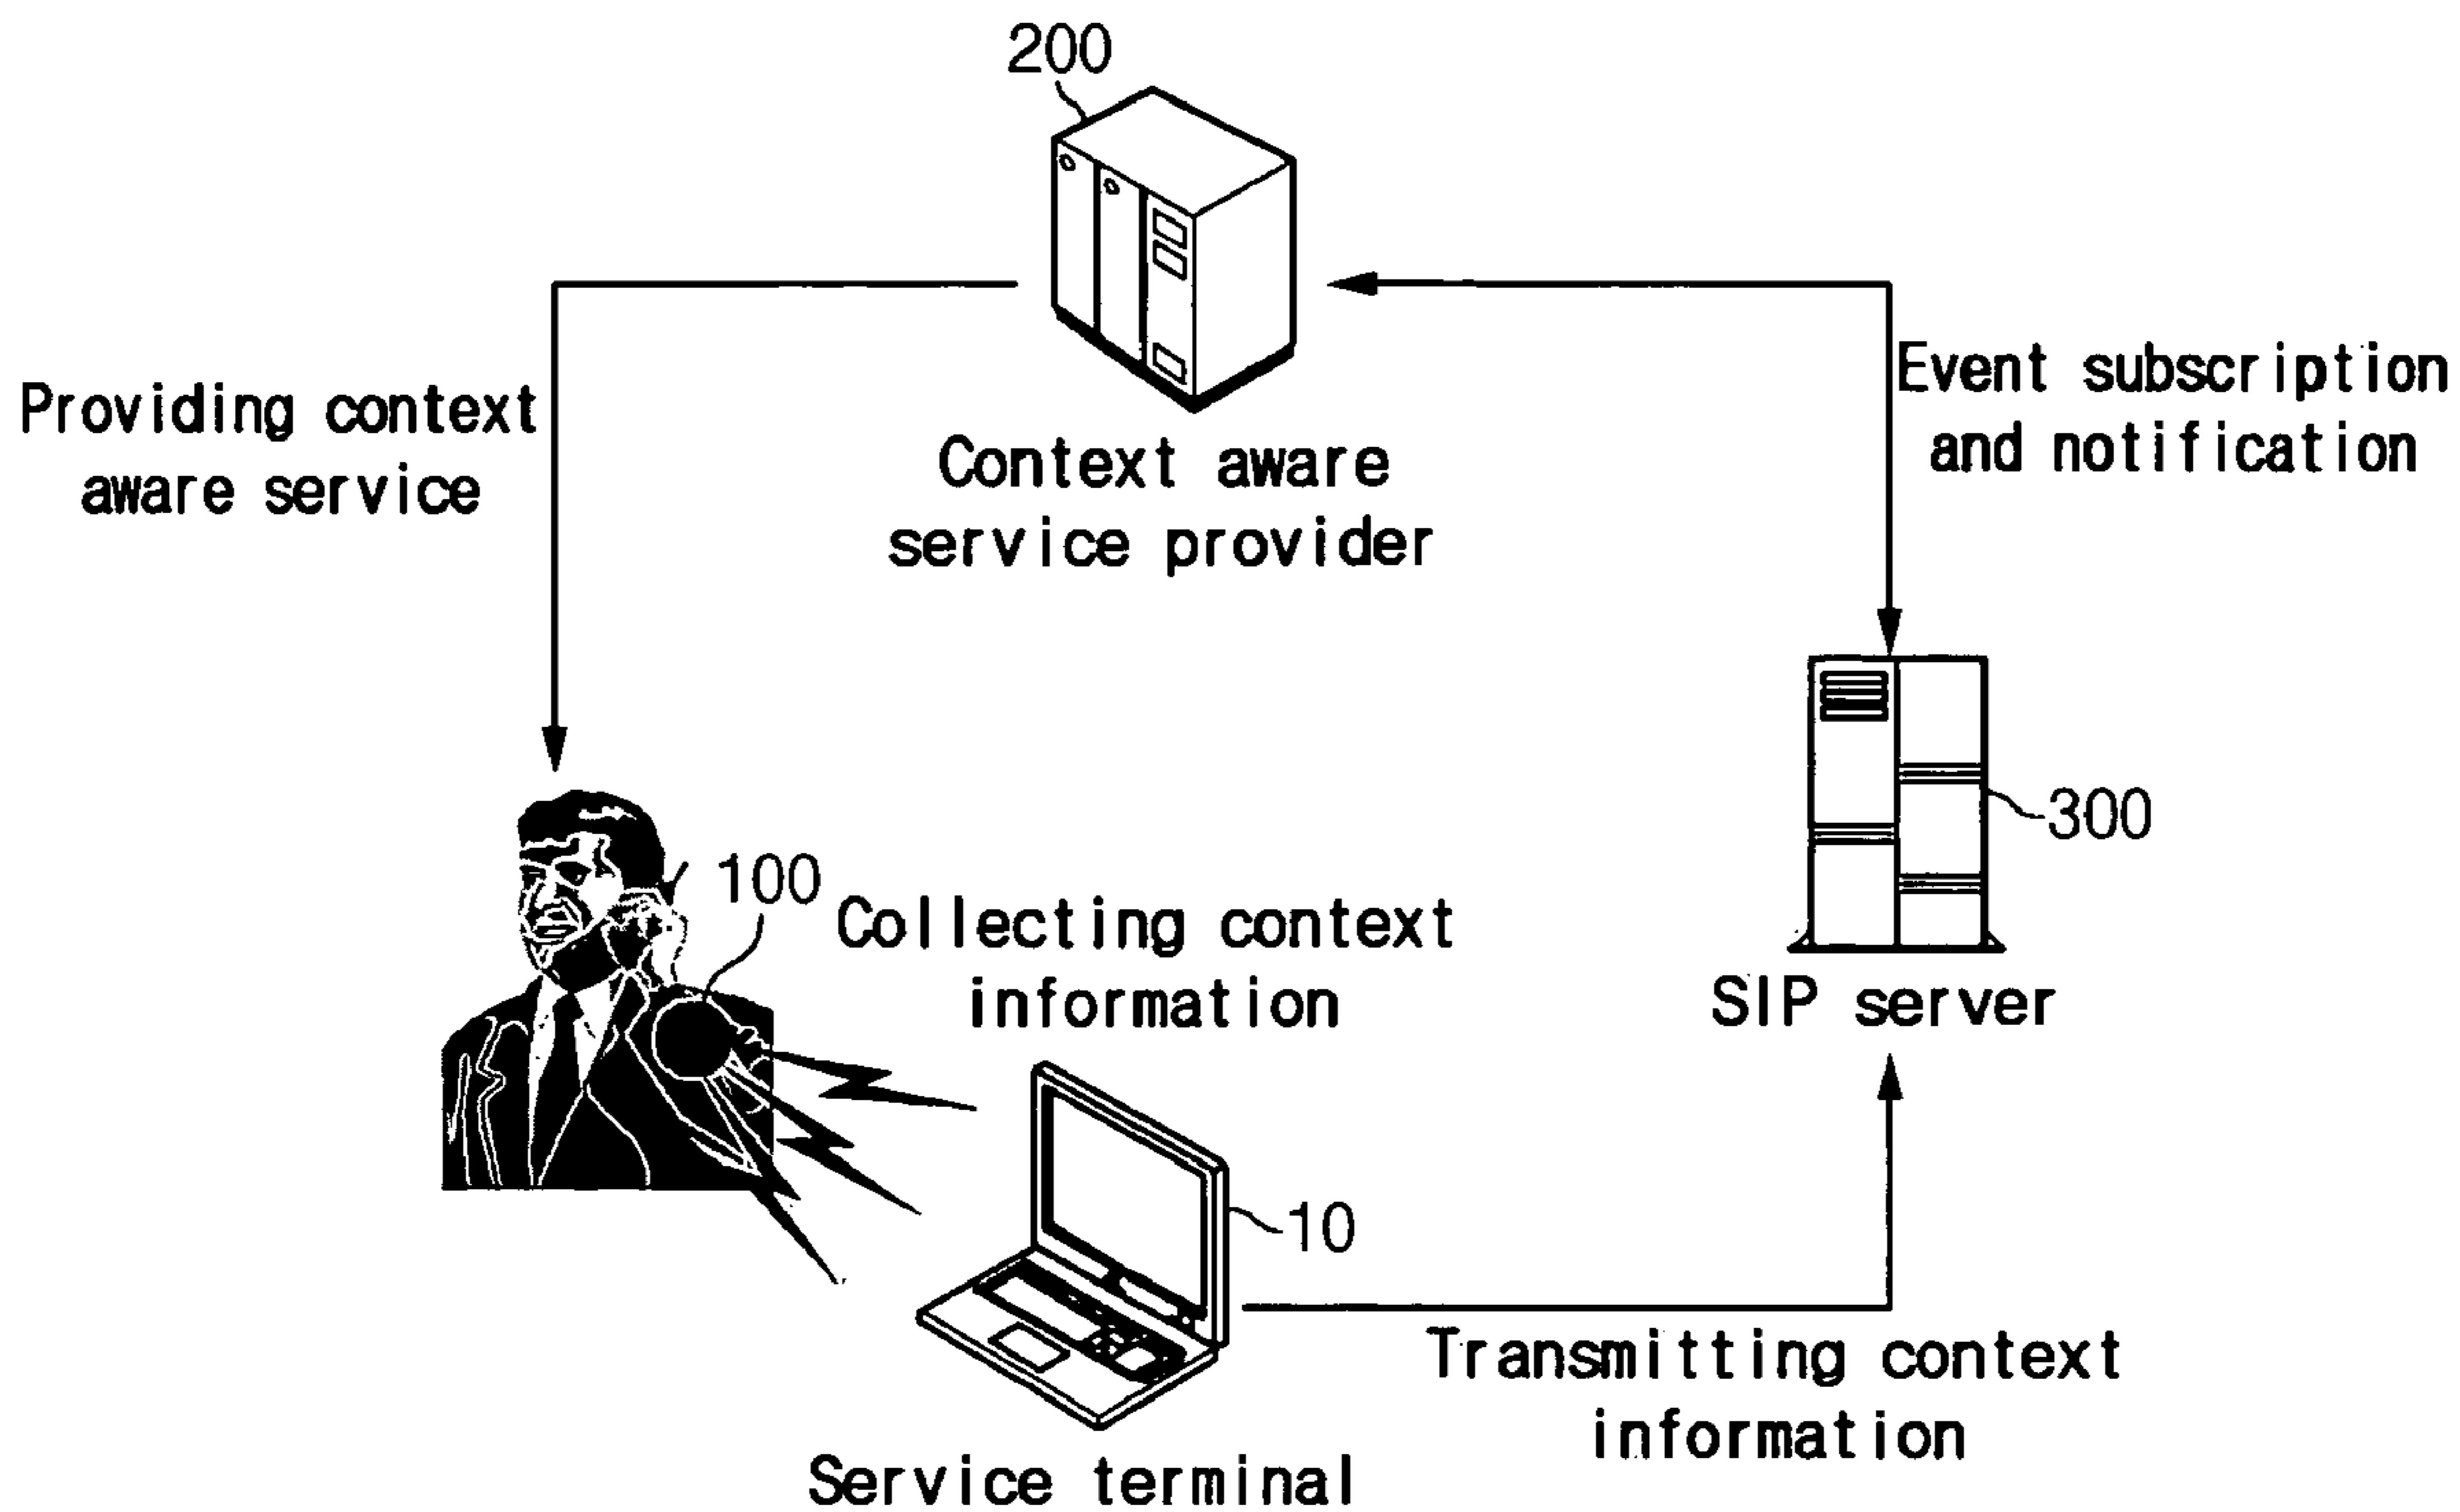 200
Providing context
aware service
Context aware
service provider
Event subscription
and notification
100
Collecting context
information
300
SIP server
10
Transmitting context
information
Service terminal